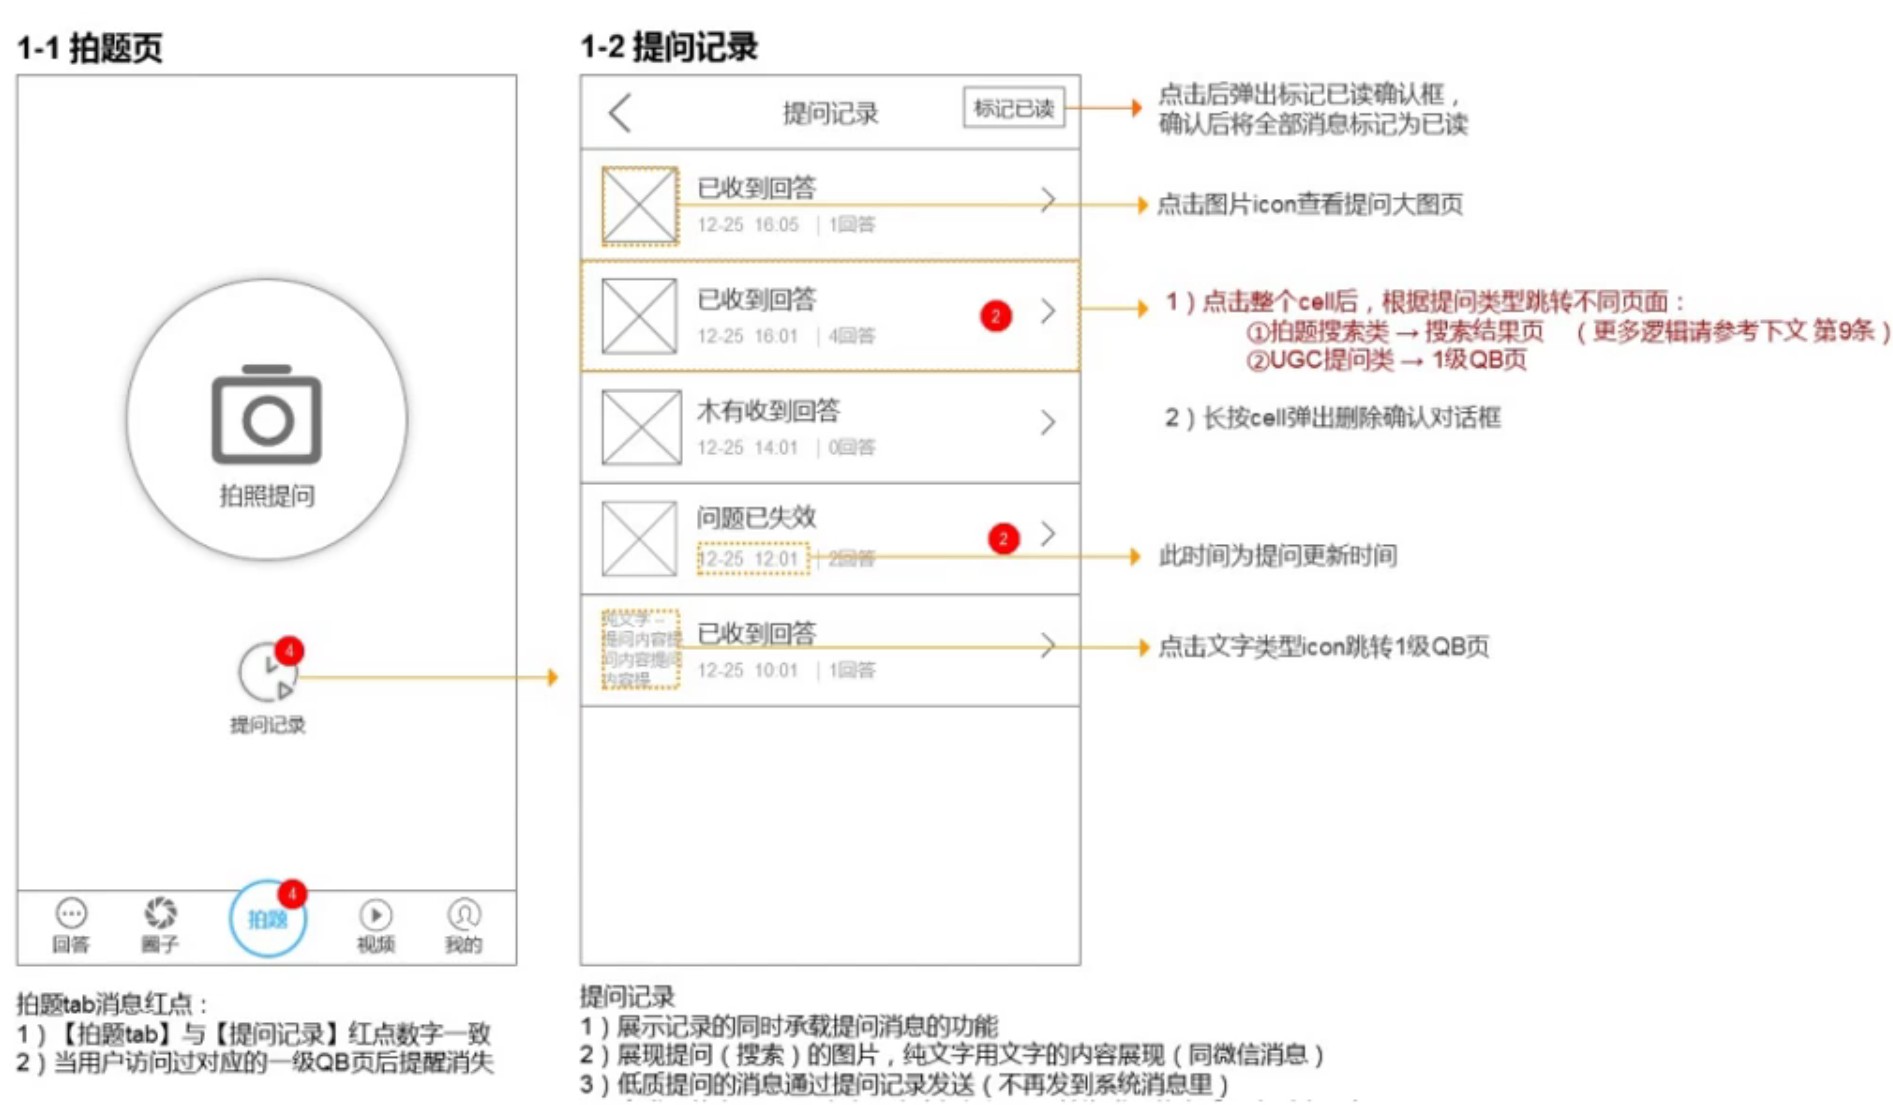 1-1 拍题页
拍照提问
4
提问记录
4
回答
圈子
拍题
视频
我的
拍题tab消息红点：
1）【拍题tab】与【提问记录】红点数字一致
2）当用户访问过对应的一级QB页后提醒消失
1-2 提问记录
提问记录
标记已读
点击后弹出标记已读确认框，
确认后将全部消息标记为已读
已收到回答
12-25 16:05 | 1回答
点击图片icon查看提问大图页
已收到回答
12-25 16:01 | 4回答
2
1）点击整个cell后，根据提问类型跳转不同页面：
①拍题搜索类 → 搜索结果页 （更多逻辑请参考下文 第9条）
②UGC提问类 → 1级QB页
2）长按cell弹出删除确认对话框
木有收到回答
12-25 14:01 | 0回答
问题已失效
12-25 12:01 | 2回答
2
此时间为提问更新时间
纯文字 --
提问内容提
问内容提问
内容提
已收到回答
12-25 10:01 | 1回答
点击文字类型icon跳转1级QB页
提问记录
1）展示记录的同时承载提问消息的功能
2）展现提问（搜索）的图片，纯文字用文字的内容展现（同微信消息）
3）低质提问的消息通过提问记录发送（不再发到系统消息里）